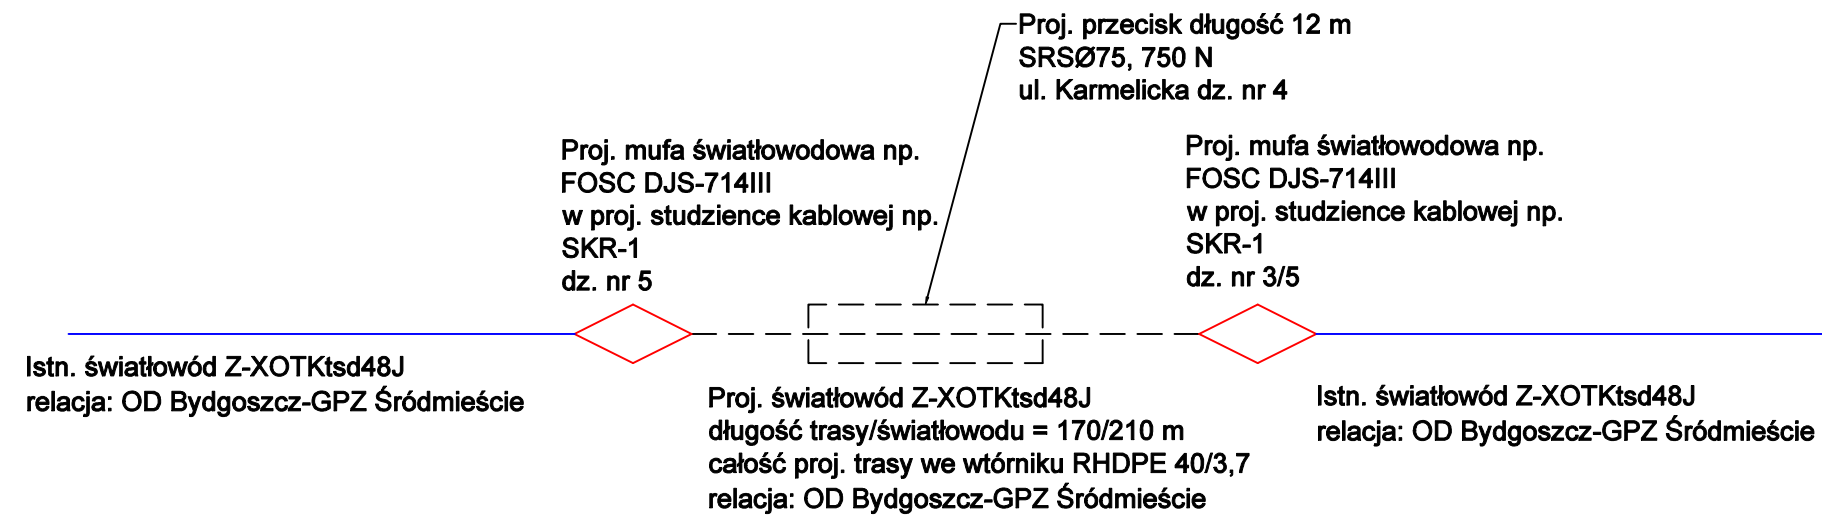 Proj. przecisk długość 12 m
SRSØ75, 750 N
ul. Karmelicka dz. nr 4
Proj. mufa światłowodowa np.
FOSC DJS-714III
w proj. studzience kablowej np.
SKR-1
dz. nr 5
Proj. mufa światłowodowa np.
FOSC DJS-714III
w proj. studzience kablowej np.
SKR-1
dz. nr 3/5
Istn. światłowód Z-XOTKtsd48J
relacja: OD Bydgoszcz-GPZ Śródmieście
Proj. światłowód Z-XOTKtsd48J
długość trasy/światłowodu = 170/210 m
całość proj. trasy we wtórniku RHDPE 40/3,7
relacja: OD Bydgoszcz-GPZ Śródmieście
Istn. światłowód Z-XOTKtsd48J
relacja: OD Bydgoszcz-GPZ Śródmieście